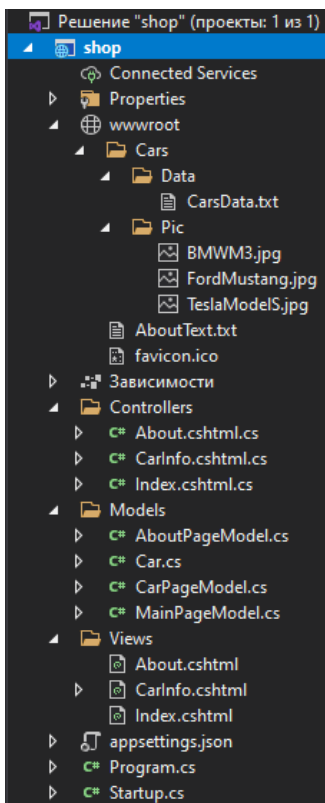 Решение "shop" (проекты: 1 из 1)
shop
Connected Services
Properties
wwwroot
Cars
Data
CarsData.txt
Pic
BMWM3.jpg
FordMustang.jpg
TeslaModelS.jpg
AboutText.txt
favicon.ico
Зависимости
Controllers
C# About.cshtml.cs
C# CarInfo.cshtml.cs
C# Index.cshtml.cs
Models
C# AboutPageModel.cs
C# Car.cs
C# CarPageModel.cs
C# MainPageModel.cs
Views
About.cshtml
CarInfo.cshtml
Index.cshtml
appsettings.json
C# Program.cs
C# Startup.cs